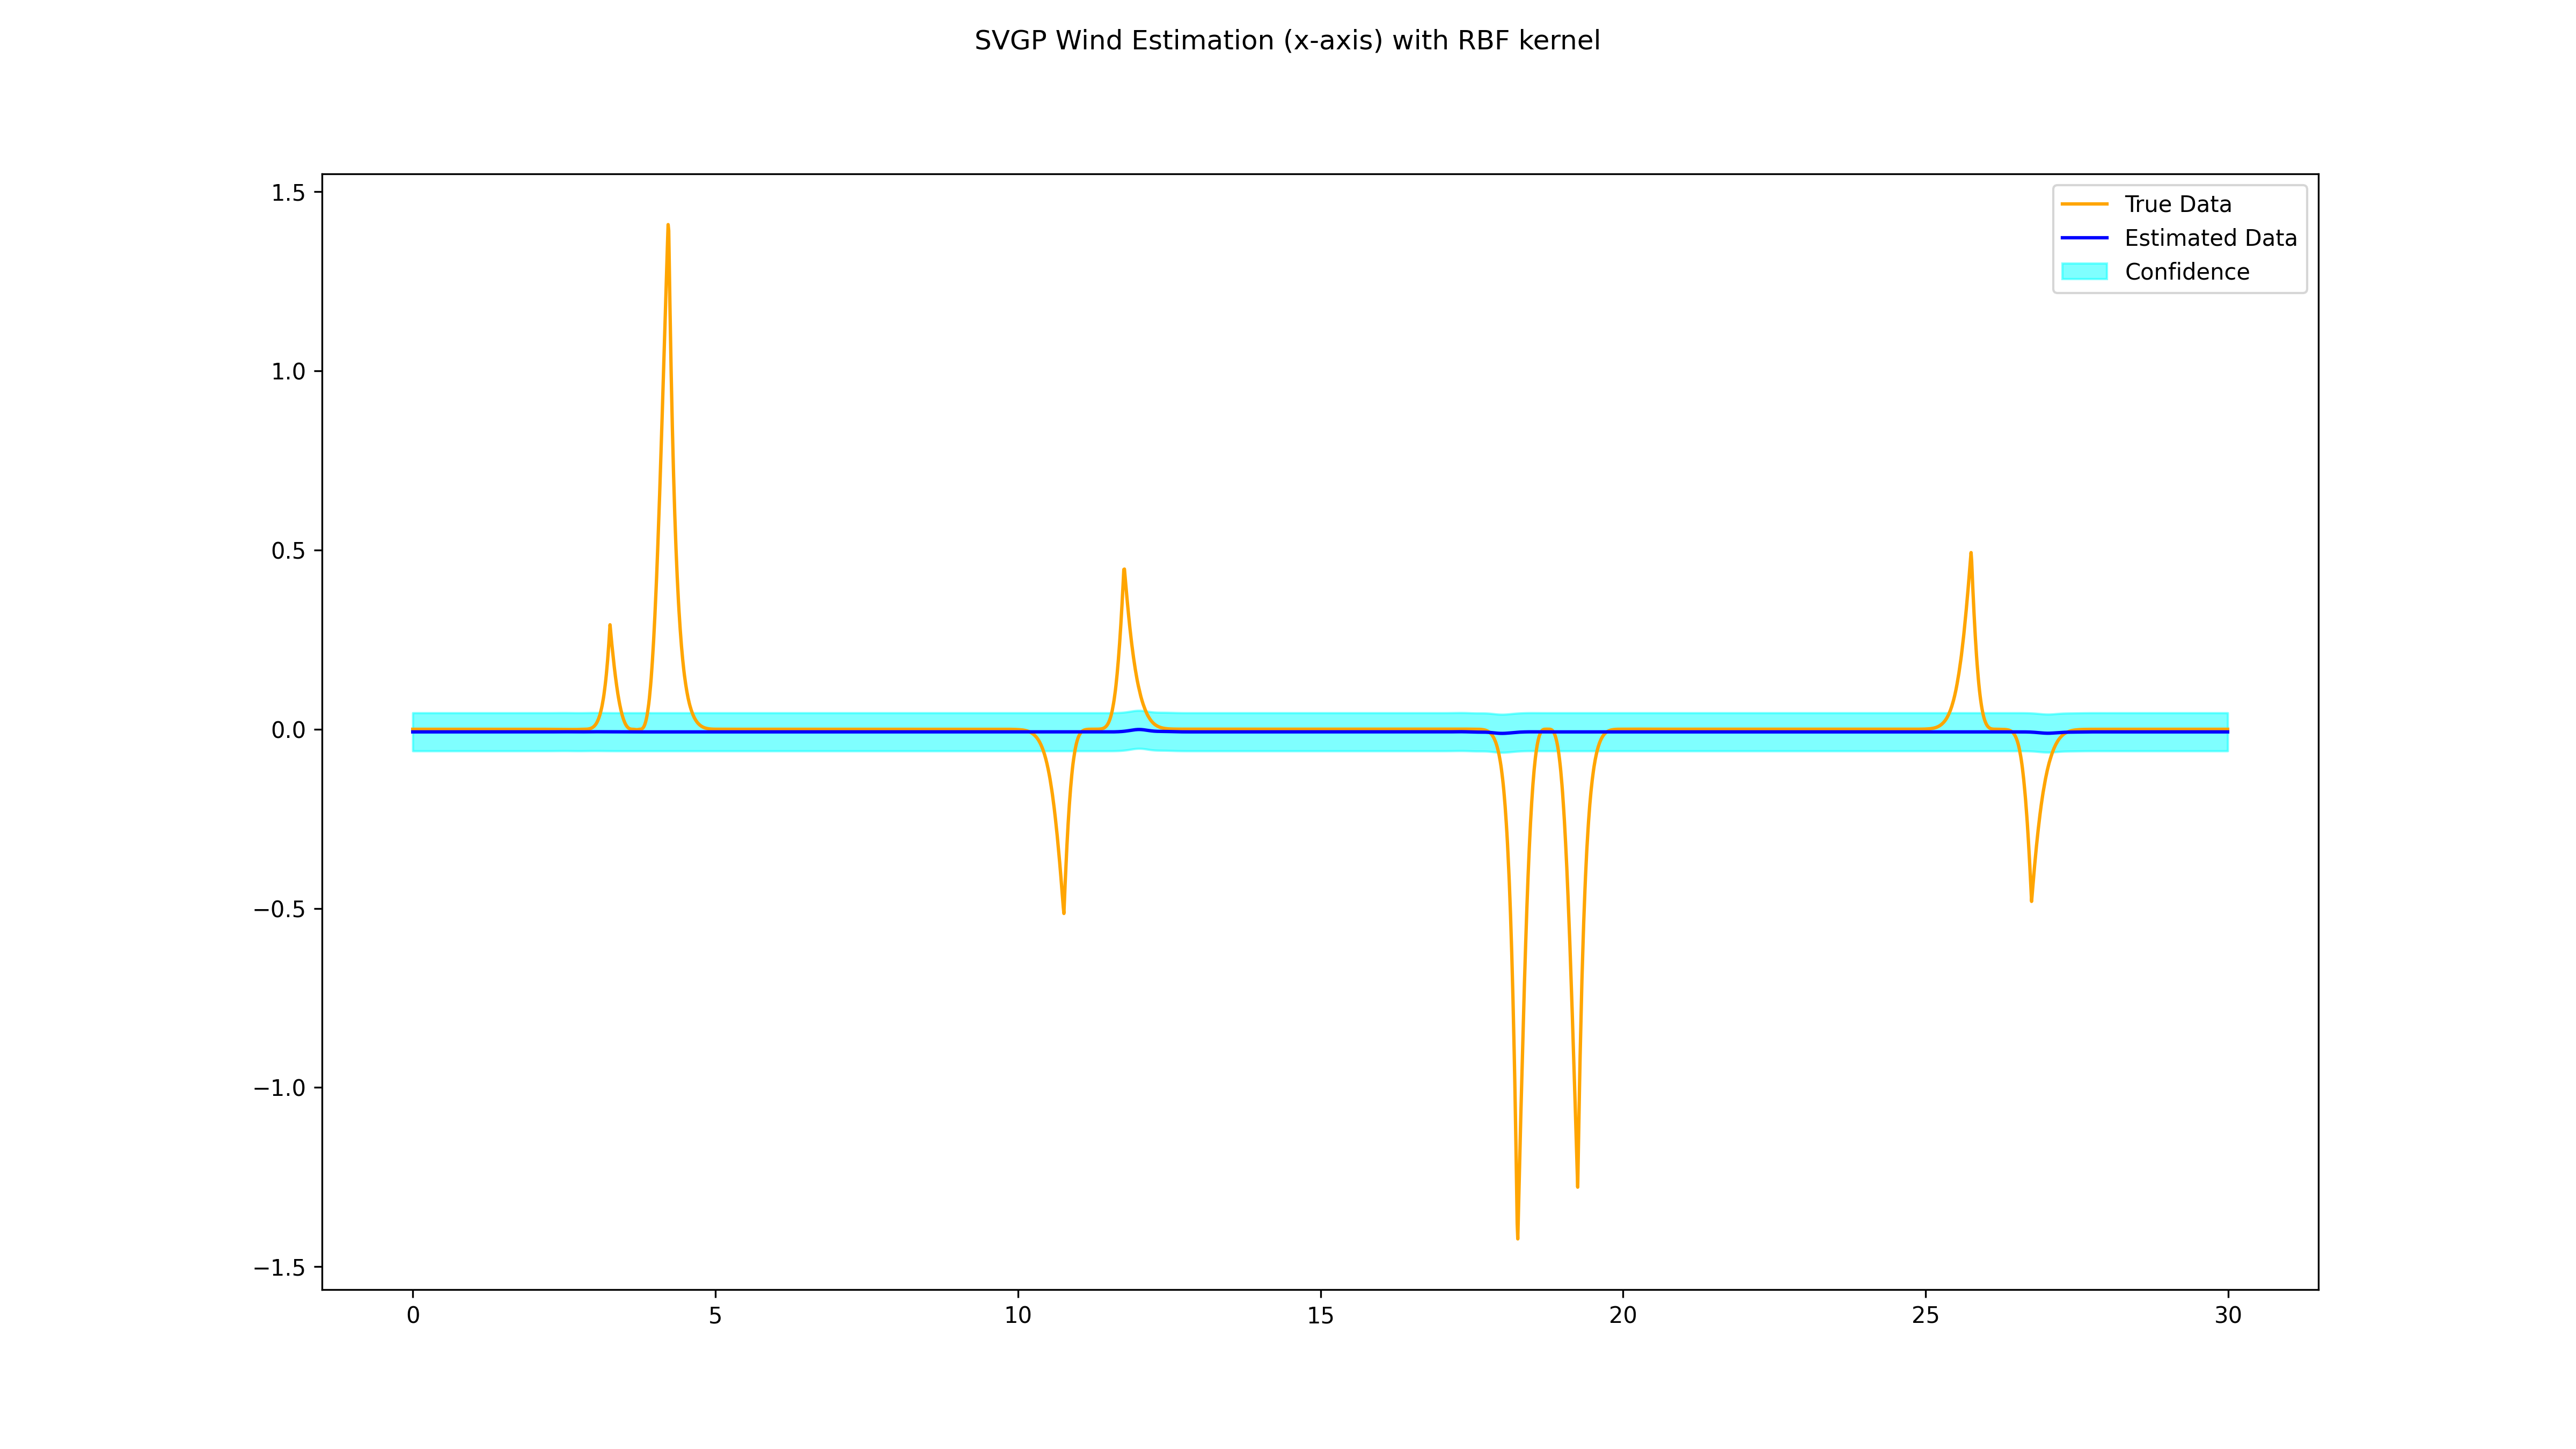 SVGP Wind Estimation (x-axis) with RBF kernel
True Data
Estimated Data
Confidence
1.5
1.0
0.5
0.0
−0.5
−1.0
−1.5
0 5 10 15 20 25 30